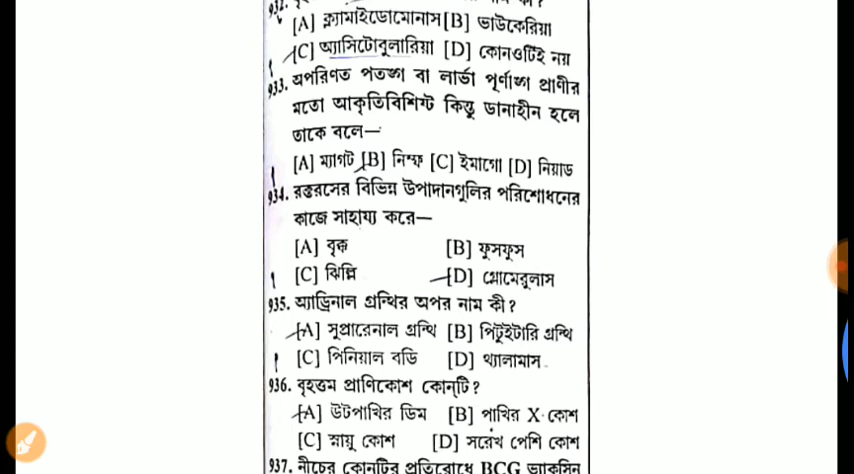 932.
[A] ক্ল্যামাইডোমোনাস [B] ভাউকেরিয়া
[C] অ্যাসিটোবুলারিয়া [D] কোনওটিই নয়
933. অপরিণত পতঙ্গ বা লার্ভা পূর্ণাঙ্গ প্রাণীর
মতো আকৃতিবিশিষ্ট কিন্তু ডানাহীন হলে
তাকে বলে—
[A] ম্যাগট [B] নিম্ফ [C] ইমাগো [D] নিয়াড
934. রক্তরসের বিভিন্ন উপাদানগুলির পরিশোধনের
কাজে সাহায্য করে—
[A] বৃক্ক [B] ফুসফুস
[C] ঝিল্লি [D] গ্লোমেরুলাস
935. অ্যাড্রিনাল গ্রন্থির অপর নাম কী?
[A] সুপ্রারেনাল গ্রন্থি [B] পিটুইটারি গ্রন্থি
[C] পিনিয়াল বডি [D] থ্যালামাস
936. বৃহত্তম প্রাণিকোশ কোন্‌টি?
[A] উটপাখির ডিম [B] পাখির X কোশ
[C] স্নায়ু কোশ [D] সরেখ পেশি কোশ
937. নীচের কোনটির প্রতিরোধে BCG ভ্যাকসিন